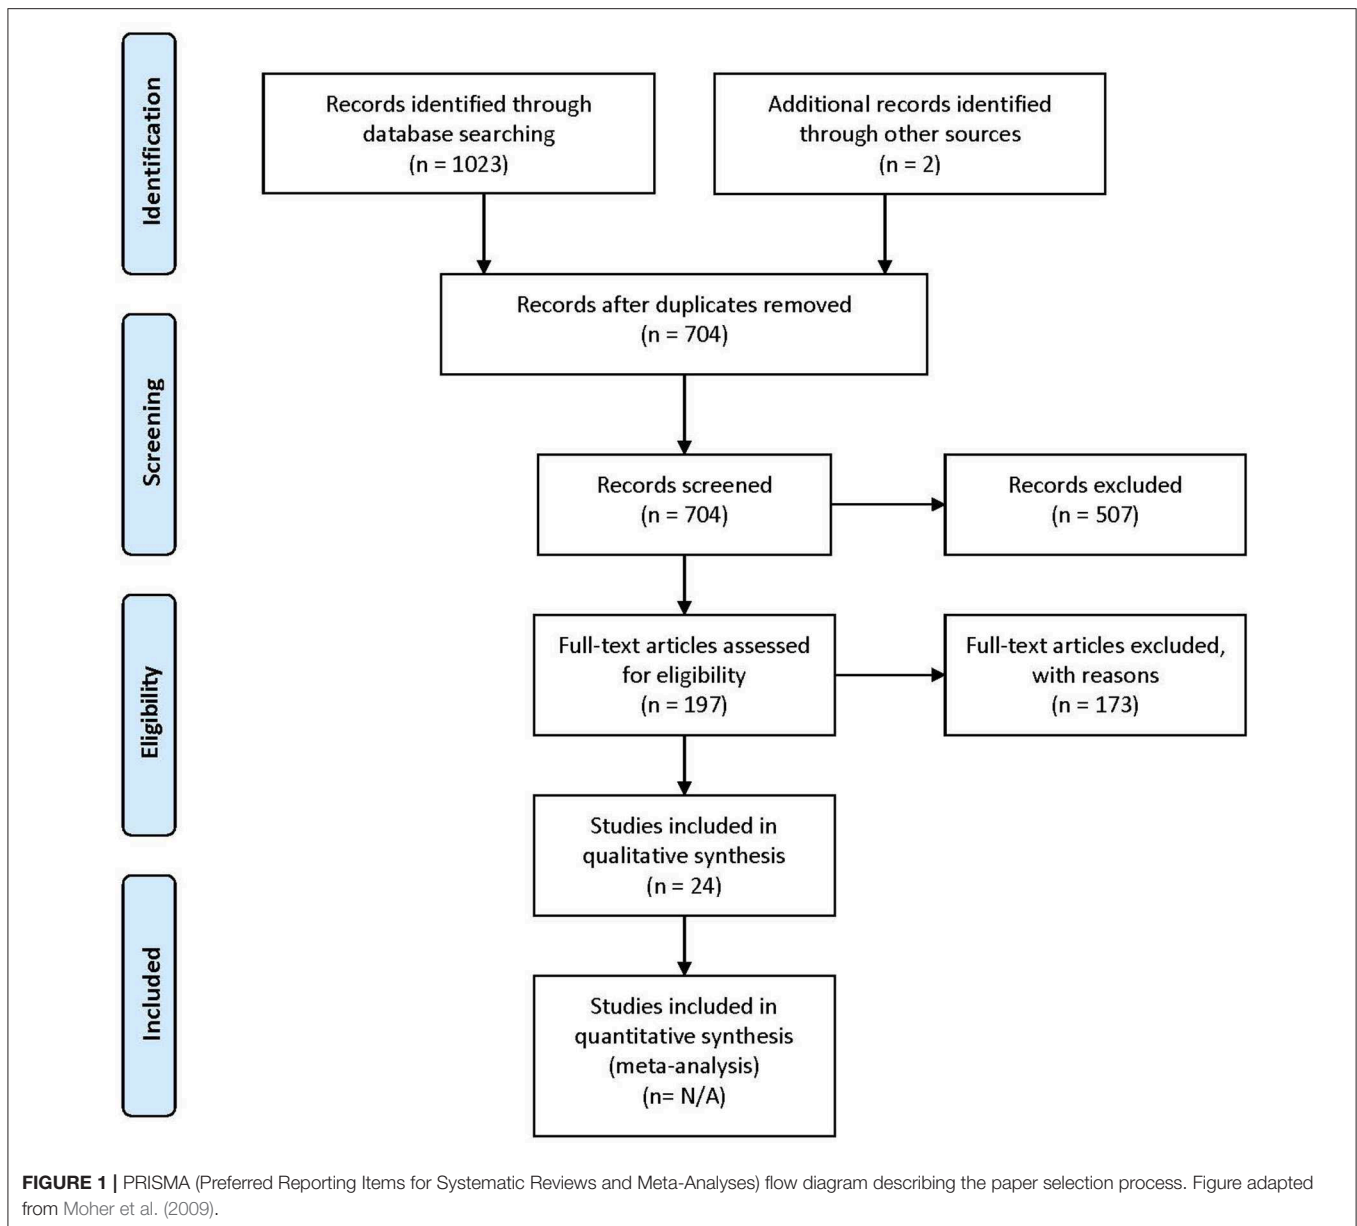 Identification
Records identified through
database searching
(n = 1023)
Additional records identified
through other sources
(n = 2)
Records after duplicates removed
(n = 704)
Screening
Records screened
(n = 704)
Records excluded
(n = 507)
Eligibility
Full-text articles assessed
for eligibility
(n = 197)
Full-text articles excluded,
with reasons
(n = 173)
Studies included in
qualitative synthesis
(n = 24)
Included
Studies included in
quantitative synthesis
(meta-analysis)
(n= N/A)
FIGURE 1 | PRISMA (Preferred Reporting Items for Systematic Reviews and Meta-Analyses) flow diagram describing the paper selection process. Figure adapted
from Moher et al. (2009).